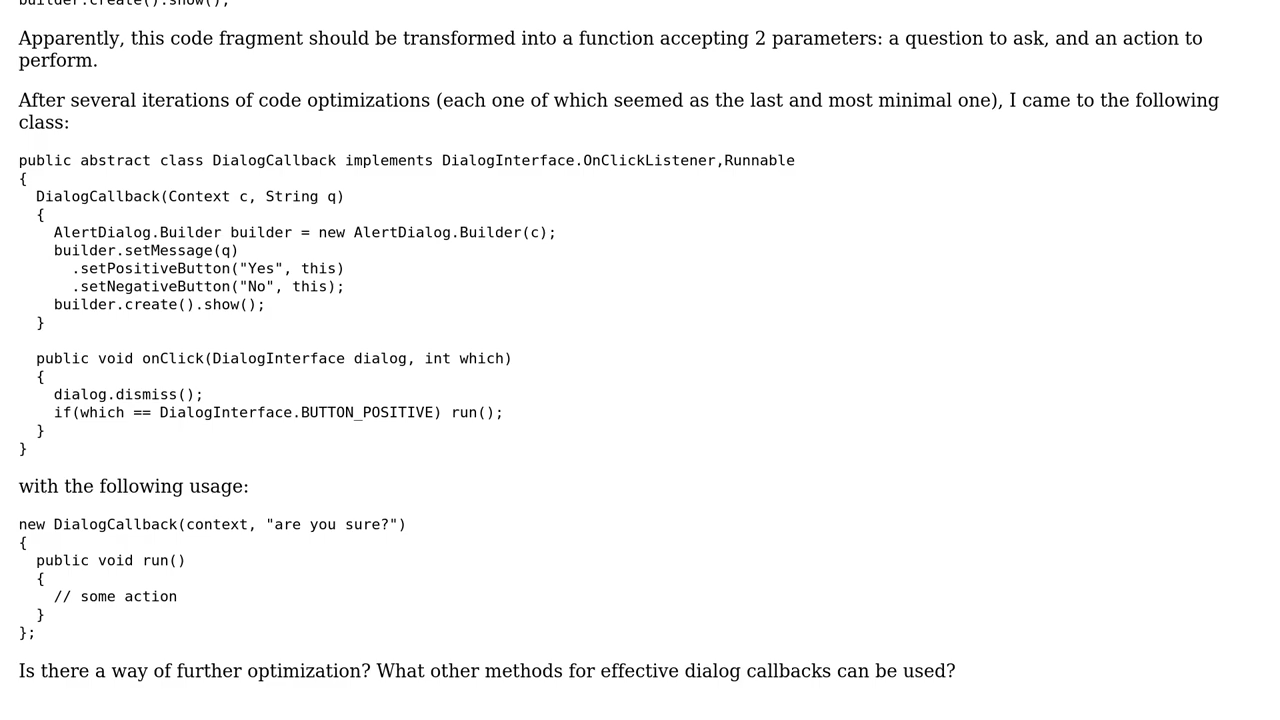 builder.create().show();
Apparently, this code fragment should be transformed into a function accepting 2 parameters: a question to ask, and an action to
perform.
After several iterations of code optimizations (each one of which seemed as the last and most minimal one), I came to the following
class:
public abstract class DialogCallback implements DialogInterface.OnClickListener,Runnable
{
  DialogCallback(Context c, String q)
  {
    AlertDialog.Builder builder = new AlertDialog.Builder(c);
    builder.setMessage(q)
      .setPositiveButton("Yes", this)
      .setNegativeButton("No", this);
    builder.create().show();
  }

  public void onClick(DialogInterface dialog, int which)
  {
    dialog.dismiss();
    if(which == DialogInterface.BUTTON_POSITIVE) run();
  }
}
with the following usage:
new DialogCallback(context, "are you sure?")
{
  public void run()
  {
    // some action
  }
};
Is there a way of further optimization? What other methods for effective dialog callbacks can be used?